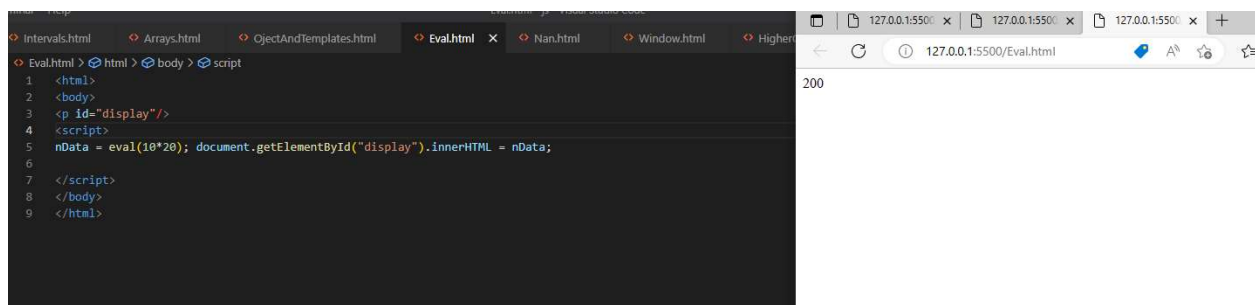 Help
Intervals.html Arrays.html OjectAndTemplates.html Eval.html Nan.html Window.html
Eval.html > html > body > script
1 <html>
2 <body>
3 <p id="display"/>
4 <script>
5 nData = eval(10*20); document.getElementById("display").innerHTML = nData;
6
7 </script>
8 </body>
9 </html>
127.0.0.1:5500 127.0.0.1:5500 127.0.0.1:5500
127.0.0.1:5500/Eval.html
200